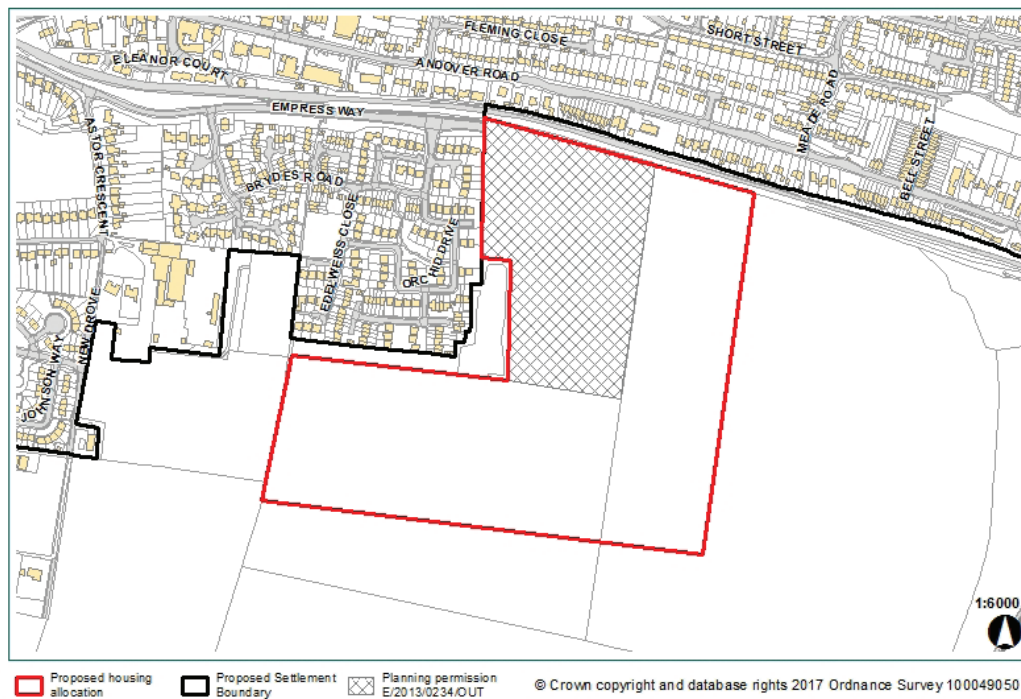 FLEMING CLOSE
SHORT STREET
ELEANOR COURT
ANDOVER ROAD
EMPRESS WAY
MEADE ROAD
BELL STREET
ASTOR CRESCENT
BRYDES ROAD
EDELWEISS CLOSE
ORCHID DRIVE
NEW DROVE
JOHNSON WAY
1:6000
Proposed housing
allocation
Proposed Settlement
Boundary
Planning permission
E/2013/0234/OUT
© Crown copyright and database rights 2017 Ordnance Survey 100049050